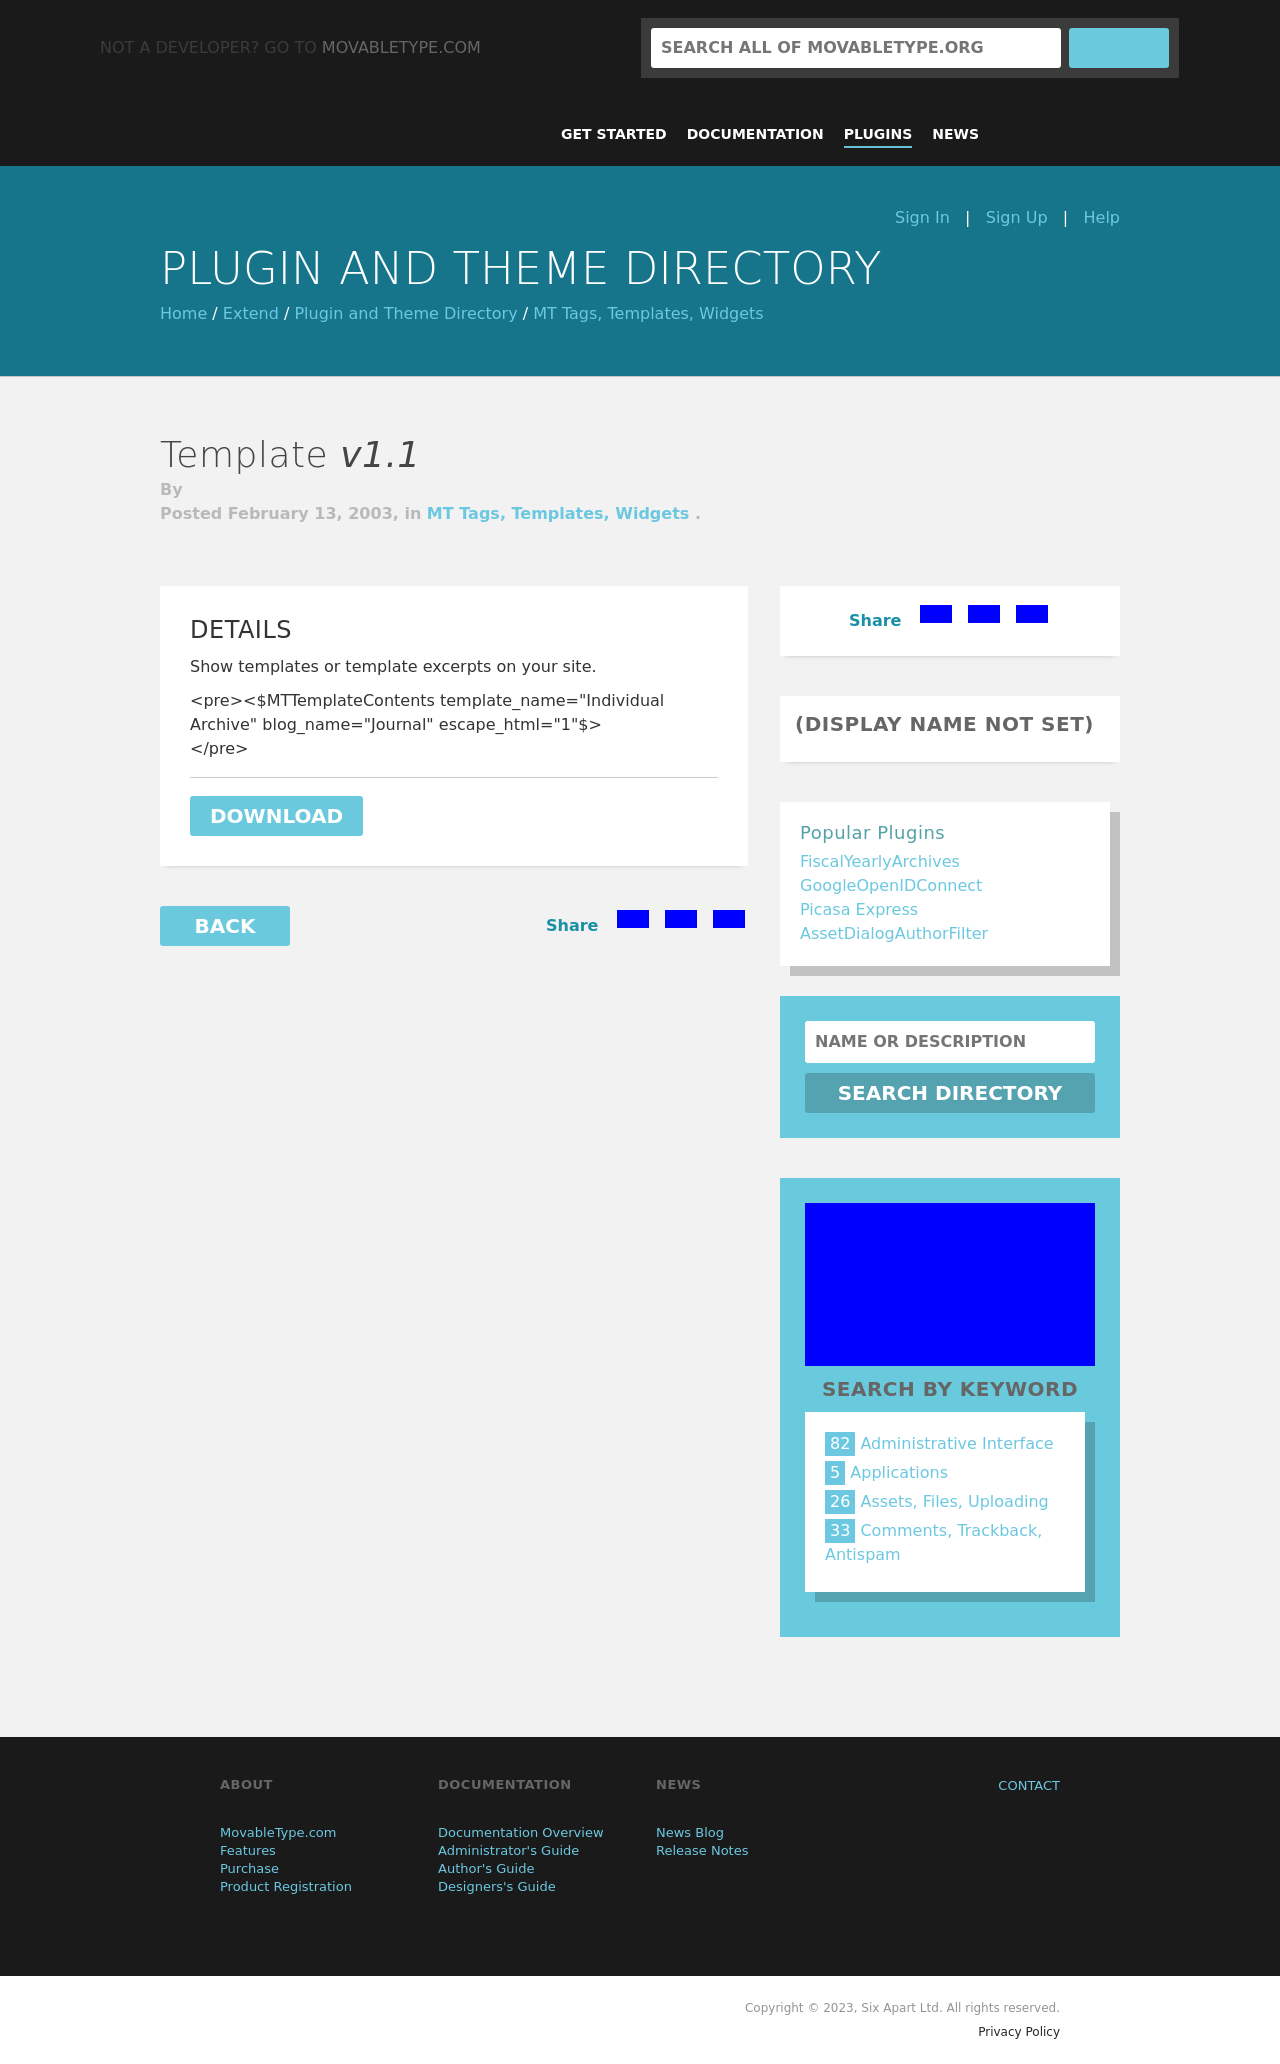 NOT A DEVELOPER? GO TO MOVABLETYPE.COM
SEARCH ALL OF MOVABLETYPE.ORG
GET STARTED DOCUMENTATION PLUGINS NEWS
Sign In | Sign Up | Help
PLUGIN AND THEME DIRECTORY
Home / Extend / Plugin and Theme Directory / MT Tags, Templates, Widgets
Template v1.1
By
Posted February 13, 2003, in MT Tags, Templates, Widgets .
DETAILS
Show templates or template excerpts on your site.
<pre><$MTTemplateContents template_name="Individual
Archive" blog_name="Journal" escape_html="1"$>
</pre>
DOWNLOAD
BACK
Share
Share
(DISPLAY NAME NOT SET)
Popular Plugins
FiscalYearlyArchives
GoogleOpenIDConnect
Picasa Express
AssetDialogAuthorFilter
NAME OR DESCRIPTION
SEARCH DIRECTORY
SEARCH BY KEYWORD
82 Administrative Interface
5 Applications
26 Assets, Files, Uploading
33 Comments, Trackback,
Antispam
ABOUT
MovableType.com
Features
Purchase
Product Registration
DOCUMENTATION
Documentation Overview
Administrator's Guide
Author's Guide
Designers's Guide
NEWS
News Blog
Release Notes
CONTACT
Copyright © 2023, Six Apart Ltd. All rights reserved.
Privacy Policy